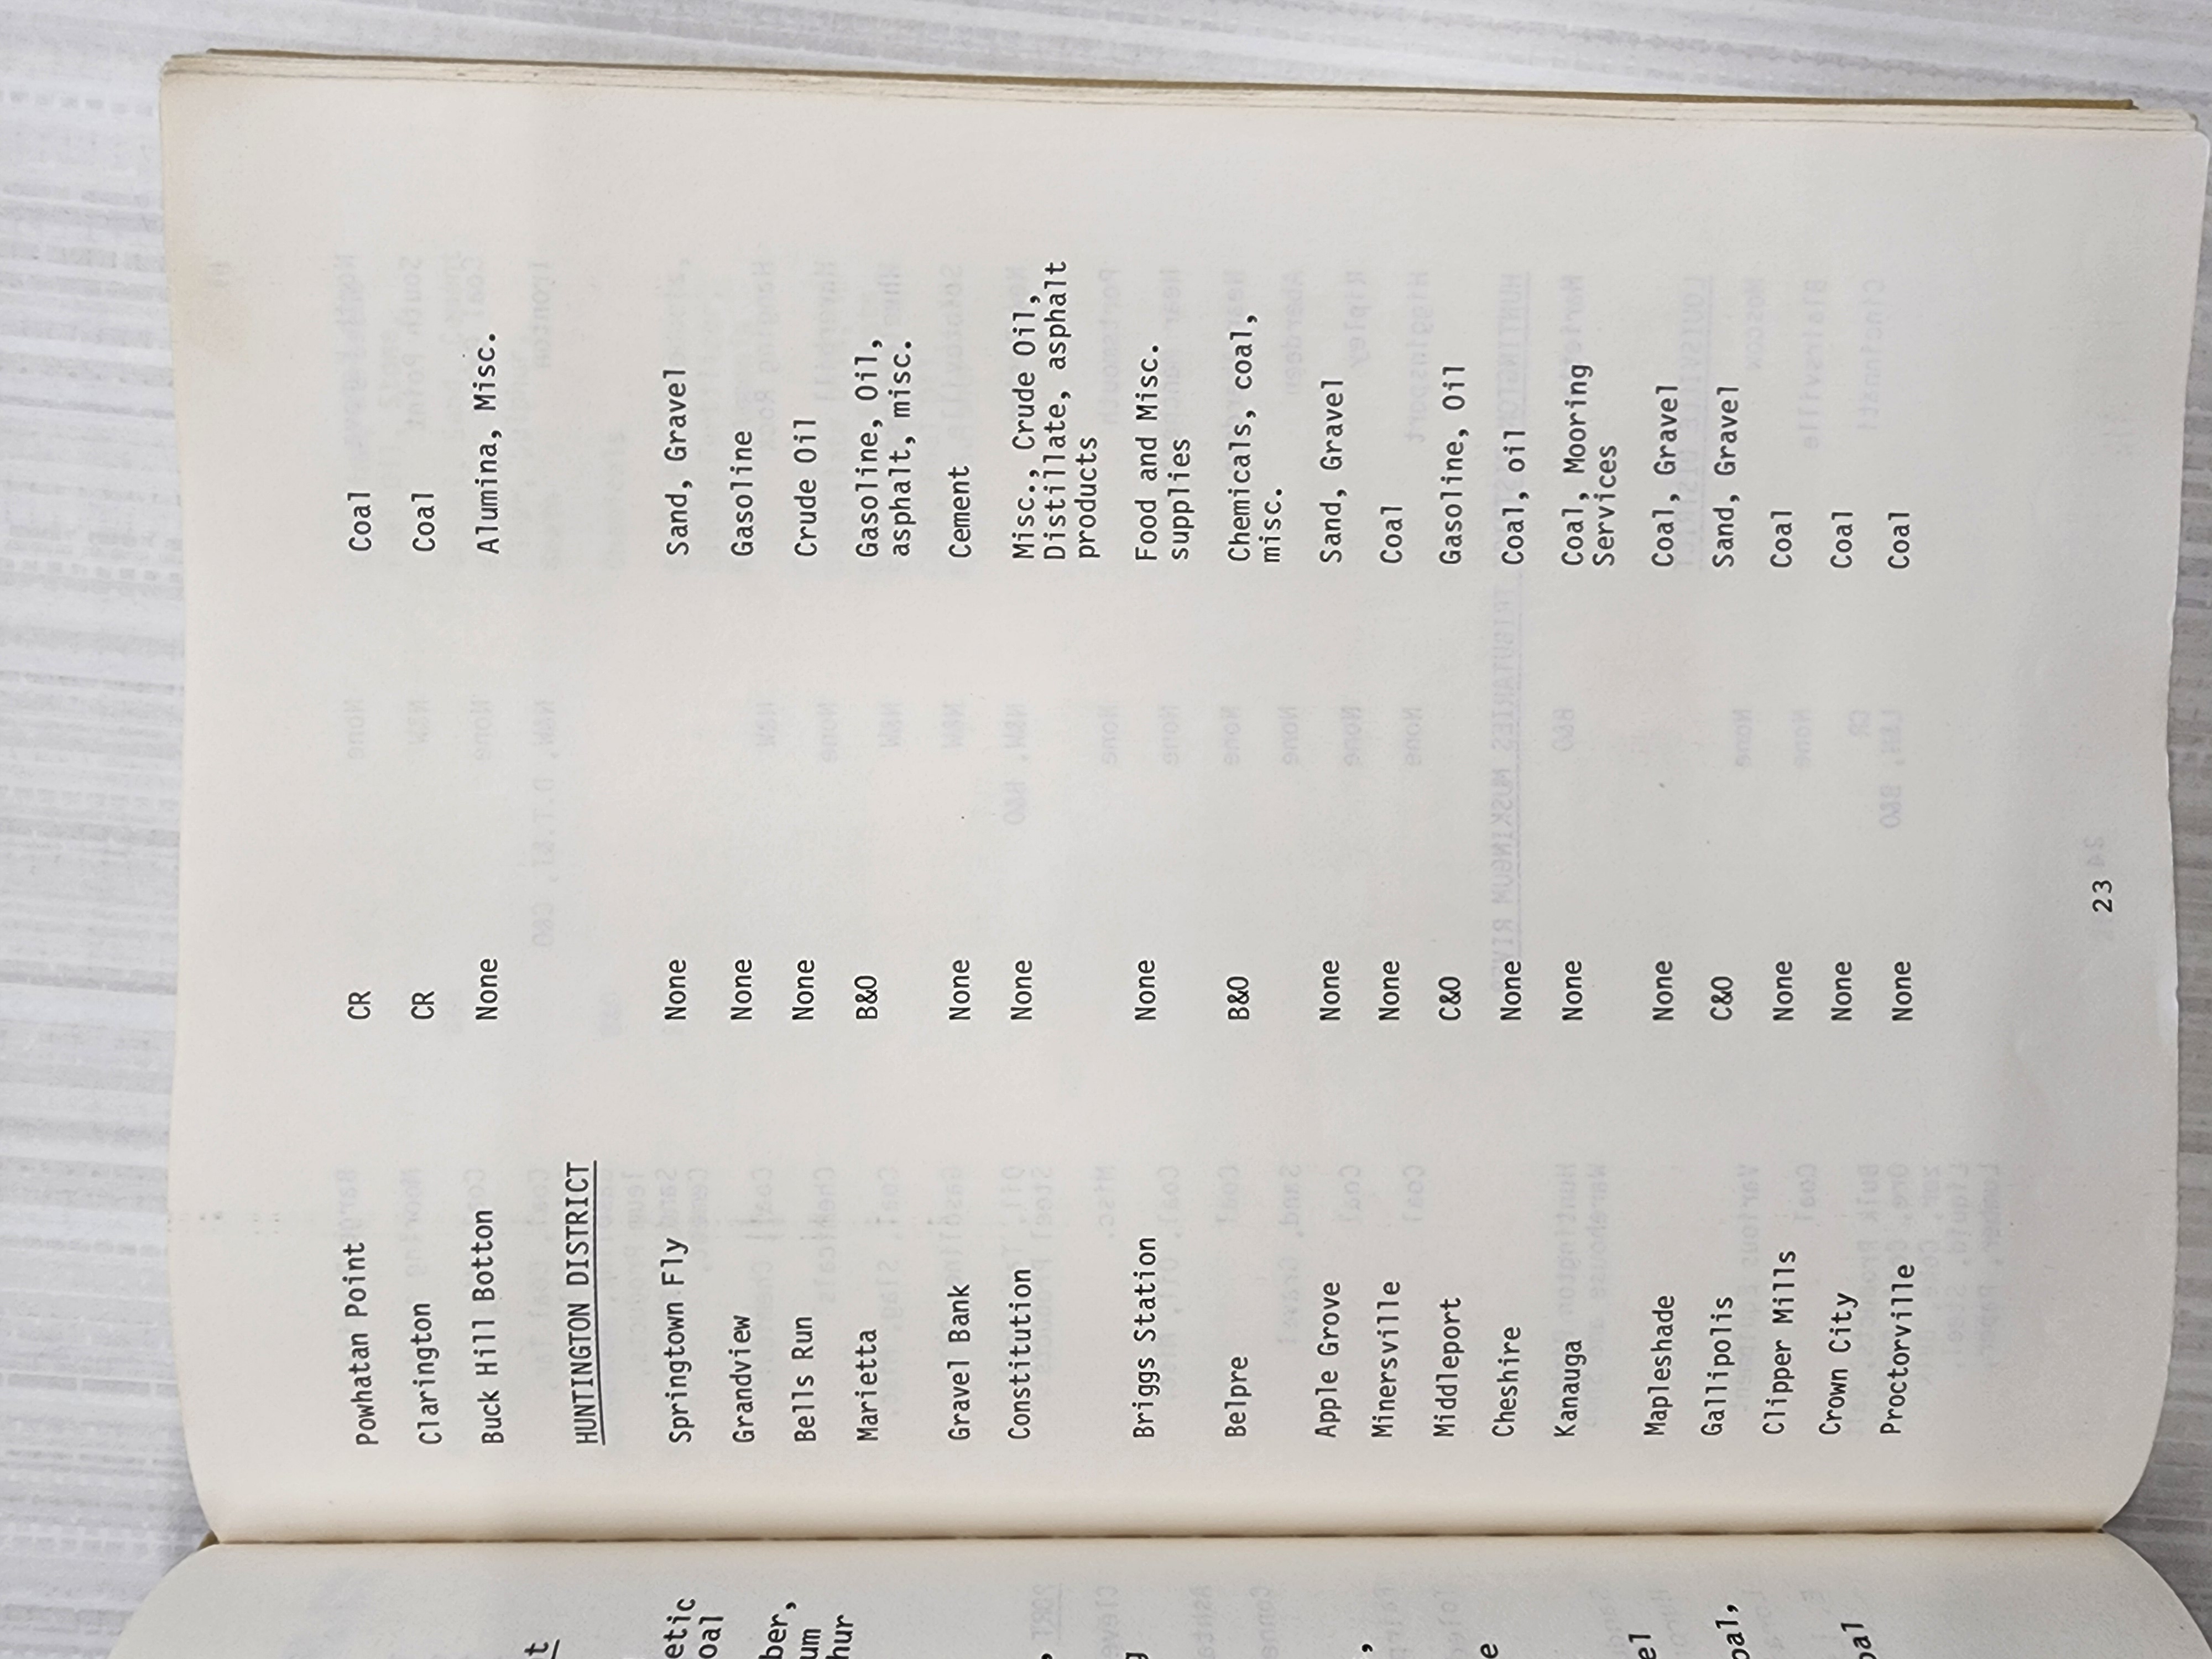 Powhatan Point CR Coal
Clarington CR Coal
Buck Hill Botton None Alumina, Misc.
HUNTINGTON DISTRICT
Springtown Fly None Sand, Gravel
Grandview None Gasoline
Bells Run None Crude Oil
Marietta B&O Gasoline, Oil,
asphalt, misc.
Gravel Bank None Cement
Constitution None Misc., Crude Oil,
Distillate, asphalt
products
Briggs Station None Food and Misc.
supplies
Belpre B&O Chemicals, coal,
misc.
Apple Grove None Sand, Gravel
Minersville None Coal
Middleport C&O Gasoline, Oil
Cheshire None Coal, oil
Kanauga None Coal, Mooring
Services
Mapleshade None Coal, Gravel
Gallipolis C&O Sand, Gravel
Clipper Mills None Coal
Crown City None Coal
Proctorville None Coal
23